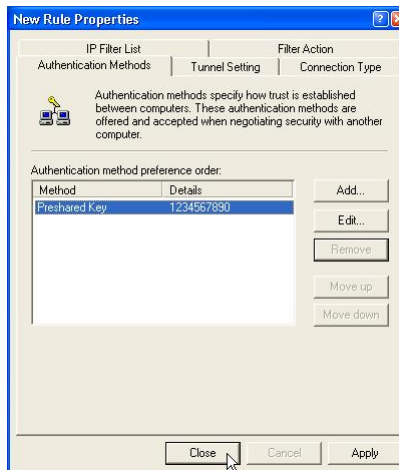 New Rule Properties
IP Filter List
Filter Action
Authentication Methods
Tunnel Setting
Connection Type
Authentication methods specify how trust is established
between computers. These authentication methods are
offered and accepted when negotiating security with another
computer.
Authentication method preference order:
Method
Details
Preshared Key
1234567890
Add...
Edit...
Remove
Move up
Move down
Close
Cancel
Apply